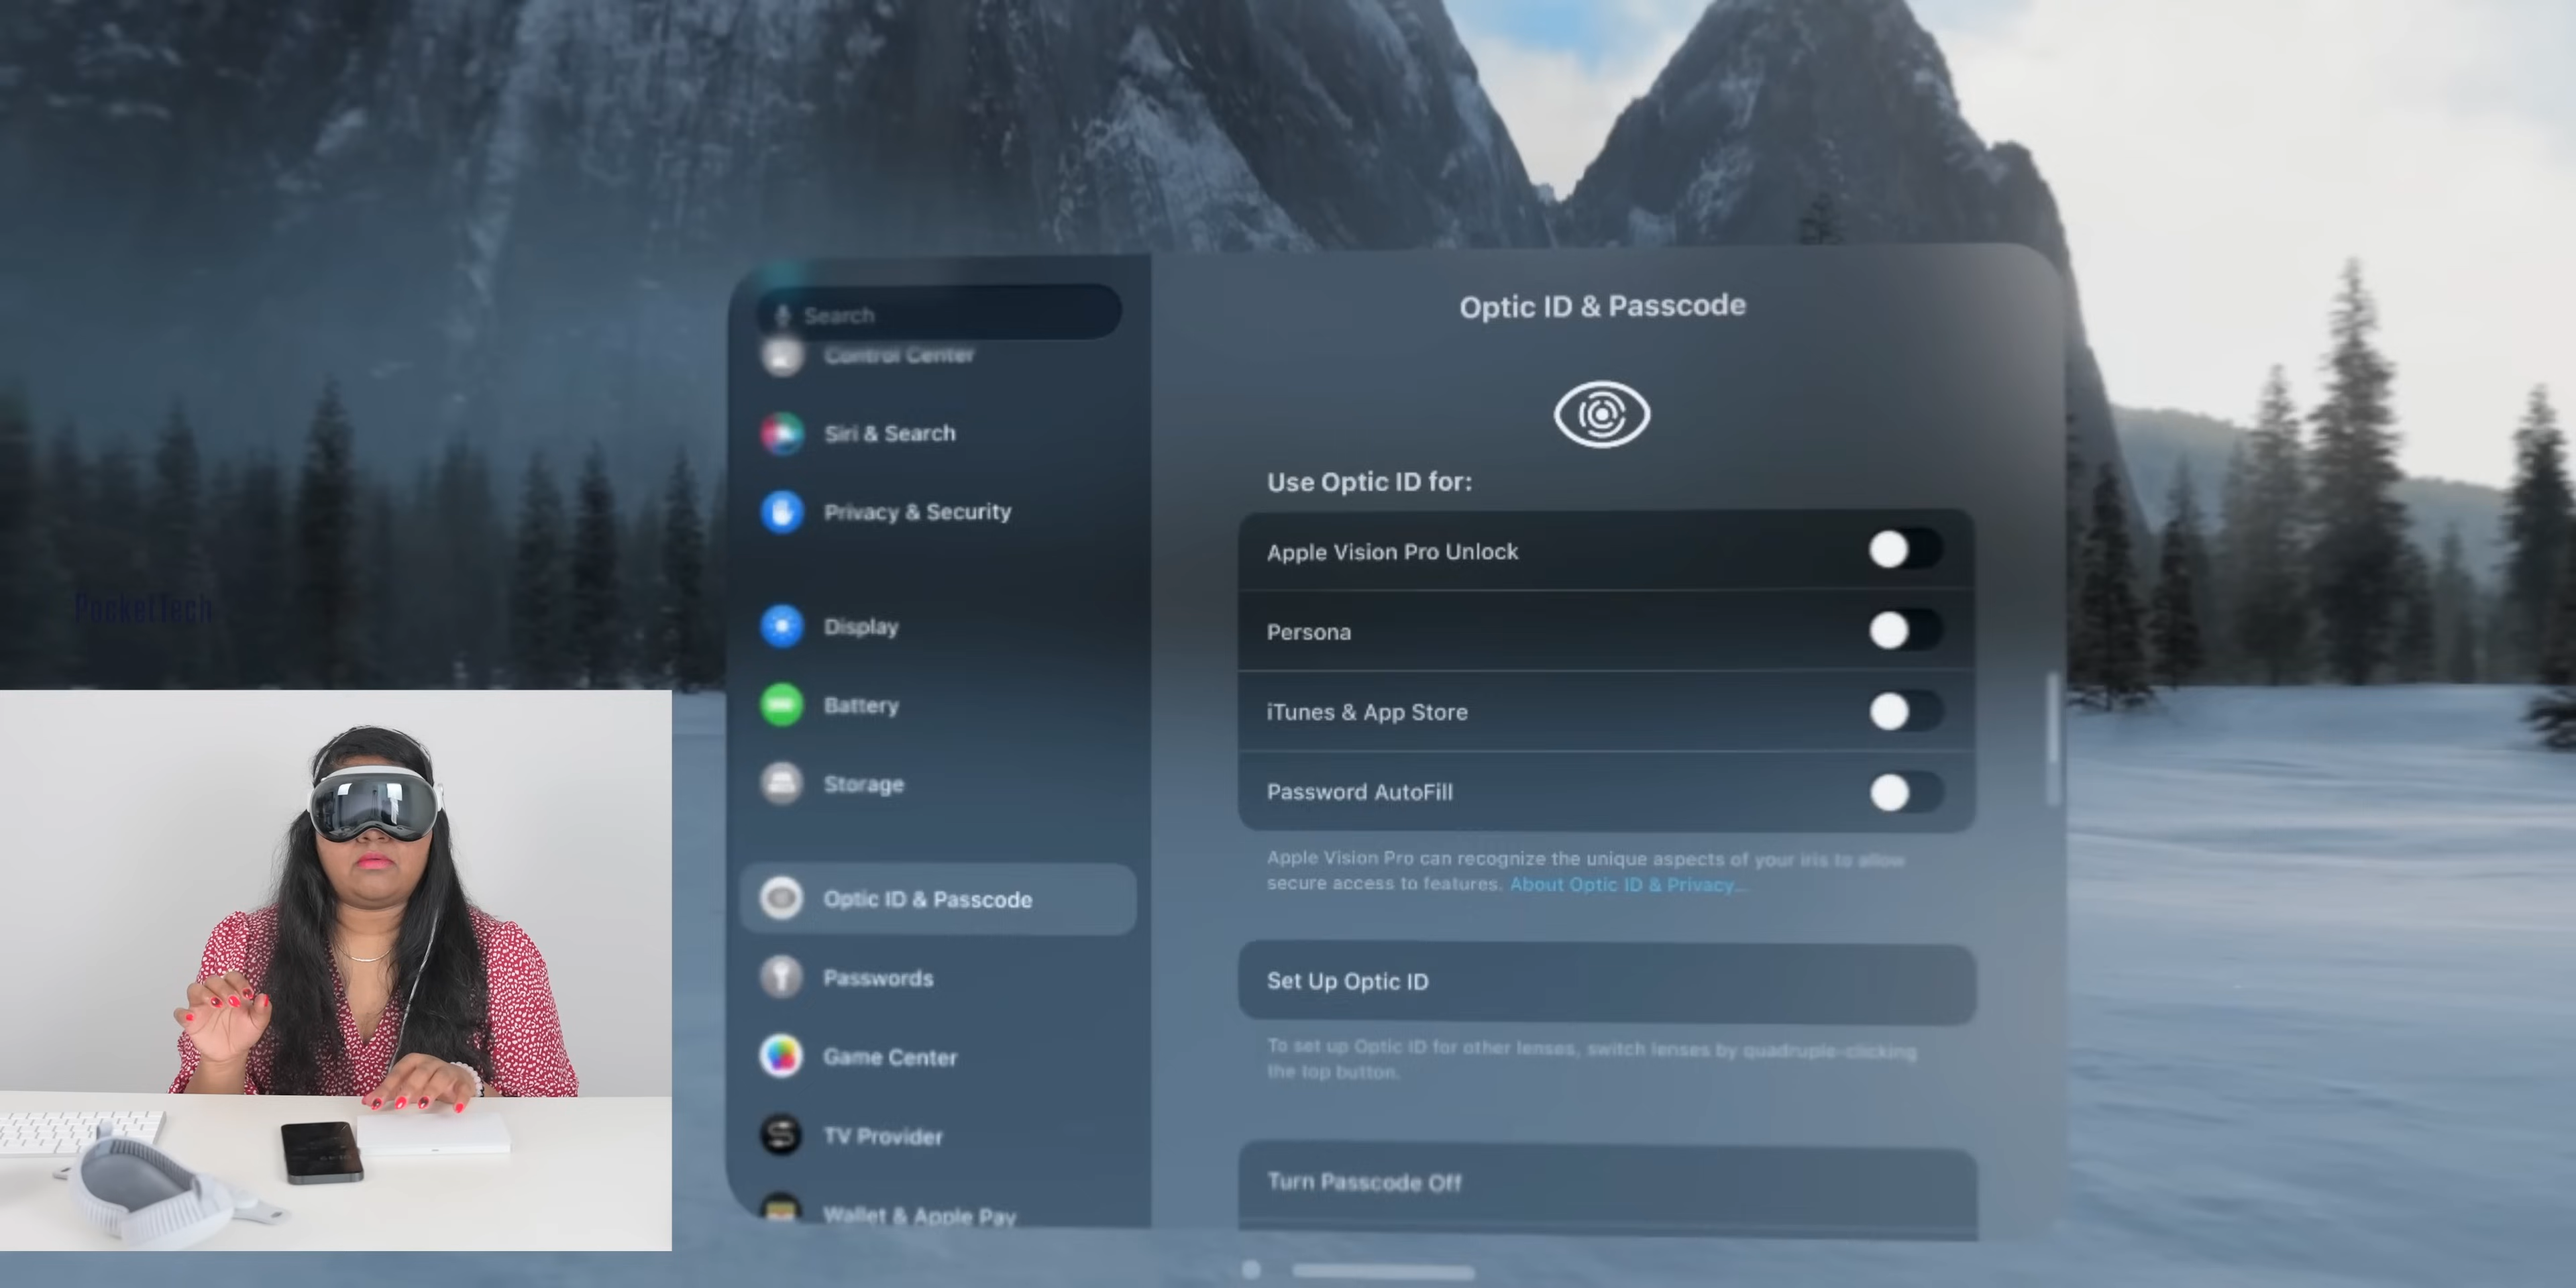 Search
Control Center
Siri & Search
Privacy & Security
Display
Battery
Storage
Optic ID & Passcode
Passwords
Game Center
TV Provider
Wallet & Apple Pay
Optic ID & Passcode
Use Optic ID for:
Apple Vision Pro Unlock
Persona
iTunes & App Store
Password AutoFill
Apple Vision Pro can recognize the unique aspects of your iris to allow
secure access to features. About Optic ID & Privacy...
Set Up Optic ID
To set up Optic ID for other lenses, switch lenses by quadruple-clicking
the top button.
Turn Passcode Off
PocketTech